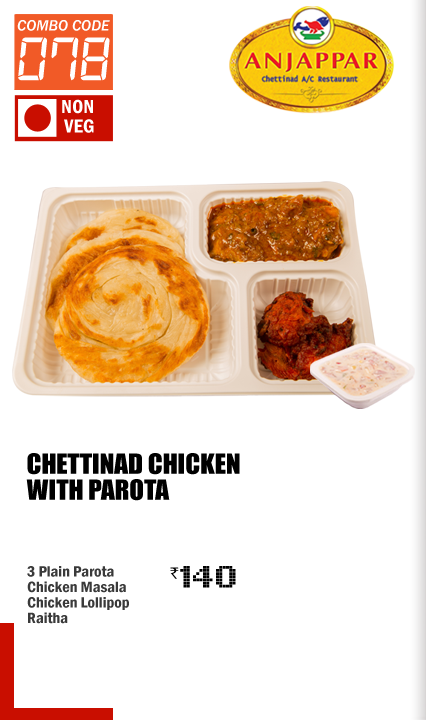 COMBO CODE
078
NON
VEG
ANJAPPAR
Chettinad A/C Restaurant
CHETTINAD CHICKEN
WITH PAROTA
3 Plain Parota
Chicken Masala
Chicken Lollipop
Raitha
₹140